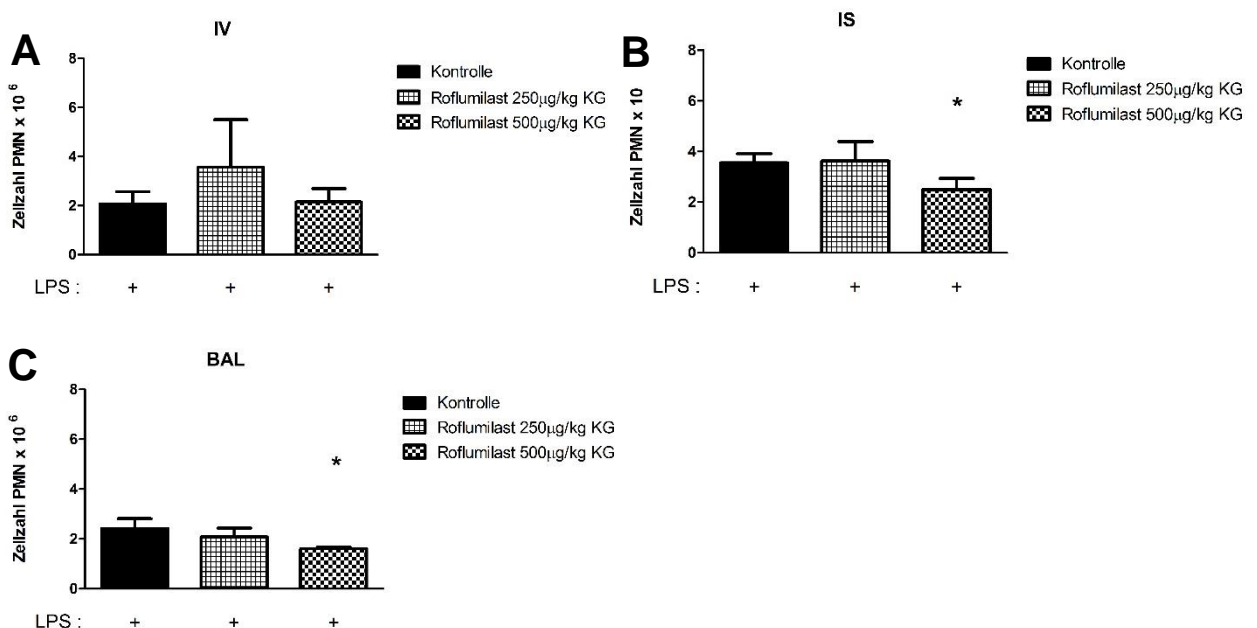 A
IV
Zellzahl PMN x 10 6
8
6
4
2
0
Kontrolle
Roflumilast 250µg/kg KG
Roflumilast 500µg/kg KG
LPS : + + +
B
IS
Zellzahl PMN x 10
8
6
4
2
0
*
Kontrolle
Roflumilast 250µg/kg KG
Roflumilast 500µg/kg KG
LPS : + + +
C
BAL
Zellzahl PMN x 10 6
8
6
4
2
0
*
Kontrolle
Roflumilast 250µg/kg KG
Roflumilast 500µg/kg KG
LPS : + + +